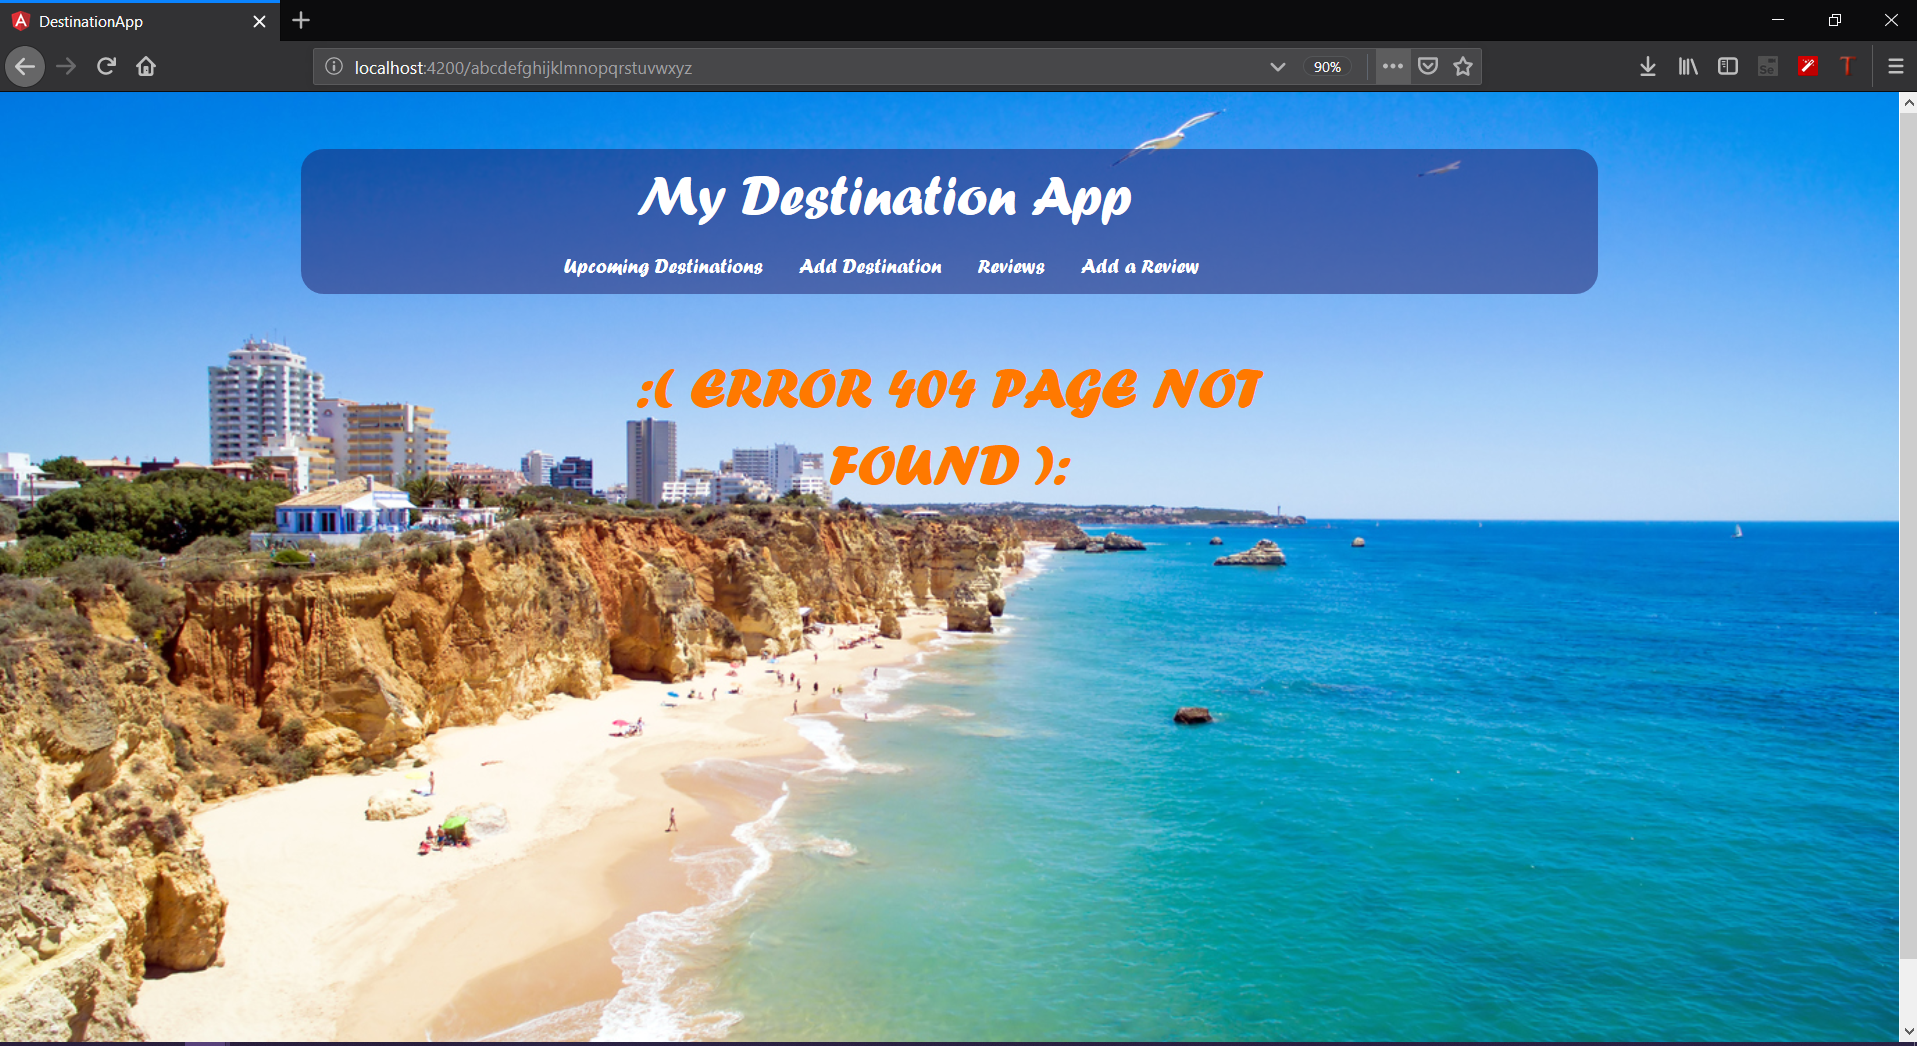 DestinationApp
localhost:4200/abcdefghijklmnopqrstuvwxyz
90%
My Destination App
Upcoming Destinations Add Destination Reviews Add a Review
:( ERROR 404 PAGE NOT
FOUND ):